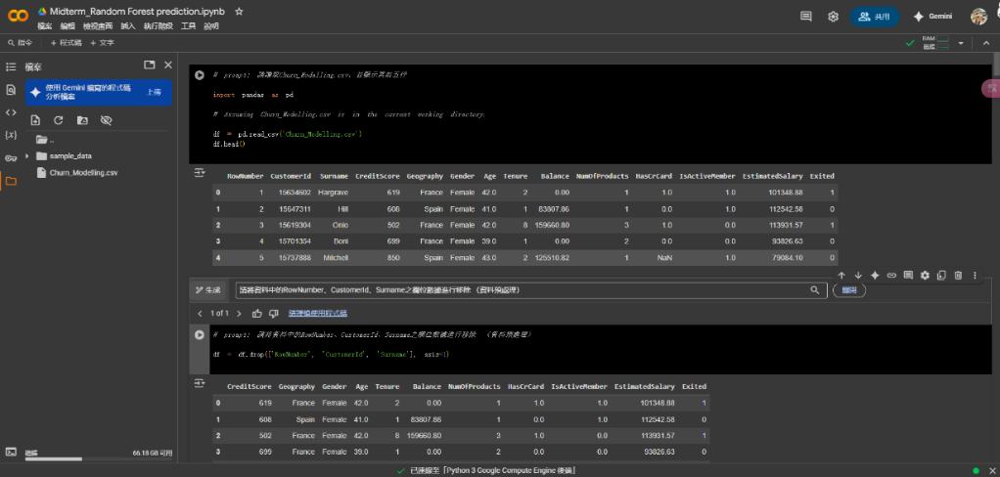 Midterm_Random Forest prediction.ipynb
檔案 編輯 檢視畫面 插入 執行階段 工具 說明
共用
Gemini
指令 + 程式碼 + 文字
RAM
磁碟
檔案
使用 Gemini 編寫的程式碼
分析檔案
上傳
..
sample_data
Churn_Modelling.csv
# prompt: 請讀取Churn_Modelling.csv，並顯示其前五行
import pandas as pd
# Assuming Churn_Modelling.csv is in the current working directory.
df = pd.read_csv('Churn_Modelling.csv')
df.head()
RowNumber CustomerId Surname CreditScore Geography Gender Age Tenure Balance NumOfProducts HasCrCard IsActiveMember EstimatedSalary Exited
0 1 15634602 Hargrave 619 France Female 42.0 2 0.00 1 1.0 1.0 101348.88 1
1 2 15647311 Hill 608 Spain Female 41.0 1 83807.86 1 0.0 1.0 112542.58 0
2 3 15619304 Onio 502 France Female 42.0 8 159660.80 3 1.0 0.0 113931.57 1
3 4 15701354 Boni 699 France Female 39.0 1 0.00 2 0.0 0.0 93826.63 0
4 5 15737888 Mitchell 850 Spain Female 43.0 2 125510.82 1 NaN 1.0 79084.10 0
生成
請將資料中的RowNumber、CustomerId、Surname之欄位數據進行移除 （資料預處理）
關閉
1 of 1
請謹慎使用程式碼
# prompt: 請將資料中的RowNumber、CustomerId、Surname之欄位數據進行移除 （資料預處理）
df = df.drop(['RowNumber', 'CustomerId', 'Surname'], axis=1)
CreditScore Geography Gender Age Tenure Balance NumOfProducts HasCrCard IsActiveMember EstimatedSalary Exited
0 619 France Female 42.0 2 0.00 1 1.0 1.0 101348.88 1
1 608 Spain Female 41.0 1 83807.86 1 0.0 1.0 112542.58 0
2 502 France Female 42.0 8 159660.80 3 1.0 0.0 113931.57 1
3 699 France Female 39.0 1 0.00 2 0.0 0.0 93826.63 0
磁碟
66.18 GB 可用
已連線至「Python 3 Google Compute Engine 後端」